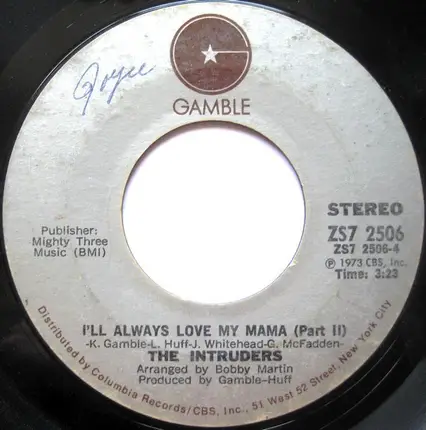 Joyce
GAMBLE
STEREO
ZS7 2506
ZS7 2506-4
℗ 1973 CBS, Inc.
Time: 3:23
Publisher:
Mighty Three
Music (BMI)
I'LL ALWAYS LOVE MY MAMA (Part II)
-K. Gamble-L. Huff-J. Whitehead-G. McFadden-
THE INTRUDERS
Arranged by Bobby Martin
Produced by Gamble-Huff
Distributed by Columbia Records/CBS, Inc., 51 West 52 Street, New York City